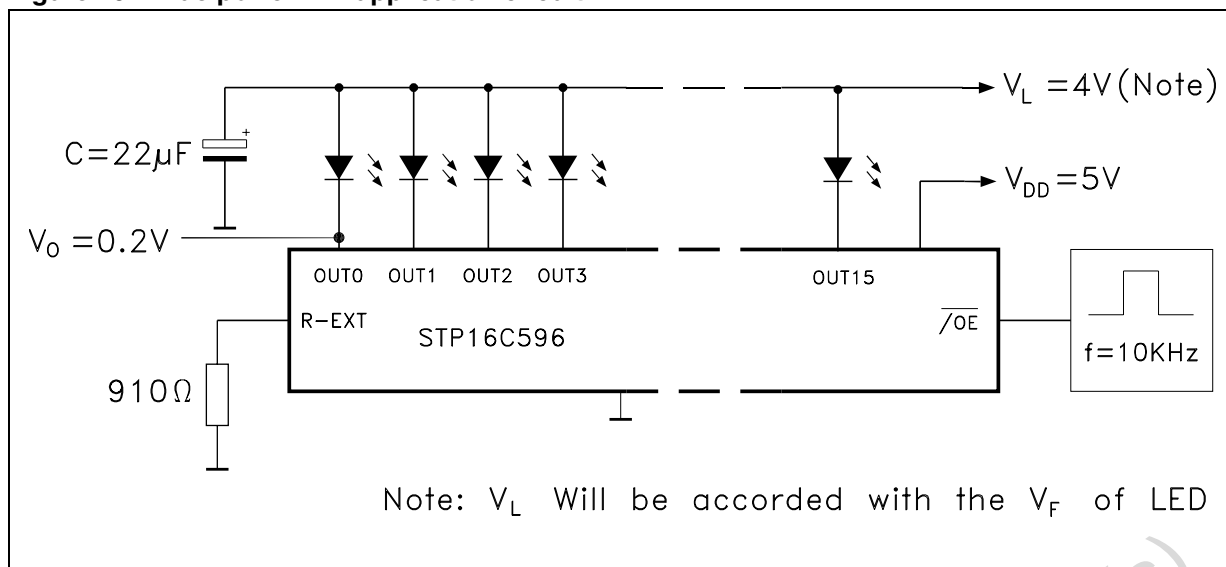 V_L =4V(Note)
+
C=22µF
V_DD =5V
V_O =0.2V
OUT0 OUT1 OUT2 OUT3 OUT15
R-EXT /OE
STP16C596
f=10KHz
910Ω
Note: V_L Will be accorded with the V_F of LED